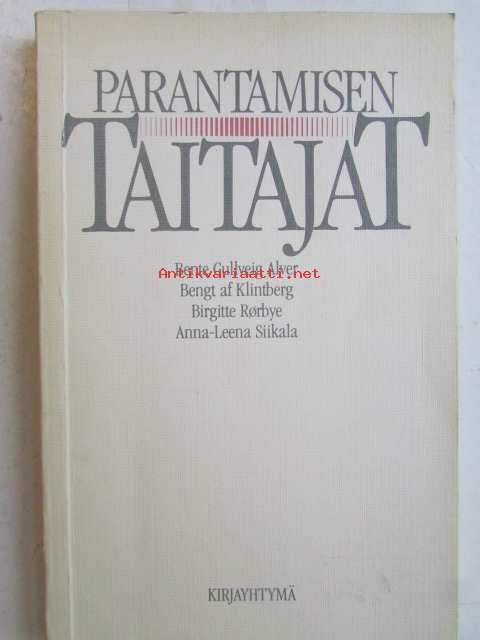 PARANTAMISEN
TAITAJAT
Bente Gullveig Alver
Antikvariaatti.net
Bengt af Klintberg
Birgitte Rørbye
Anna-Leena Siikala
KIRJAYHTYMÄ